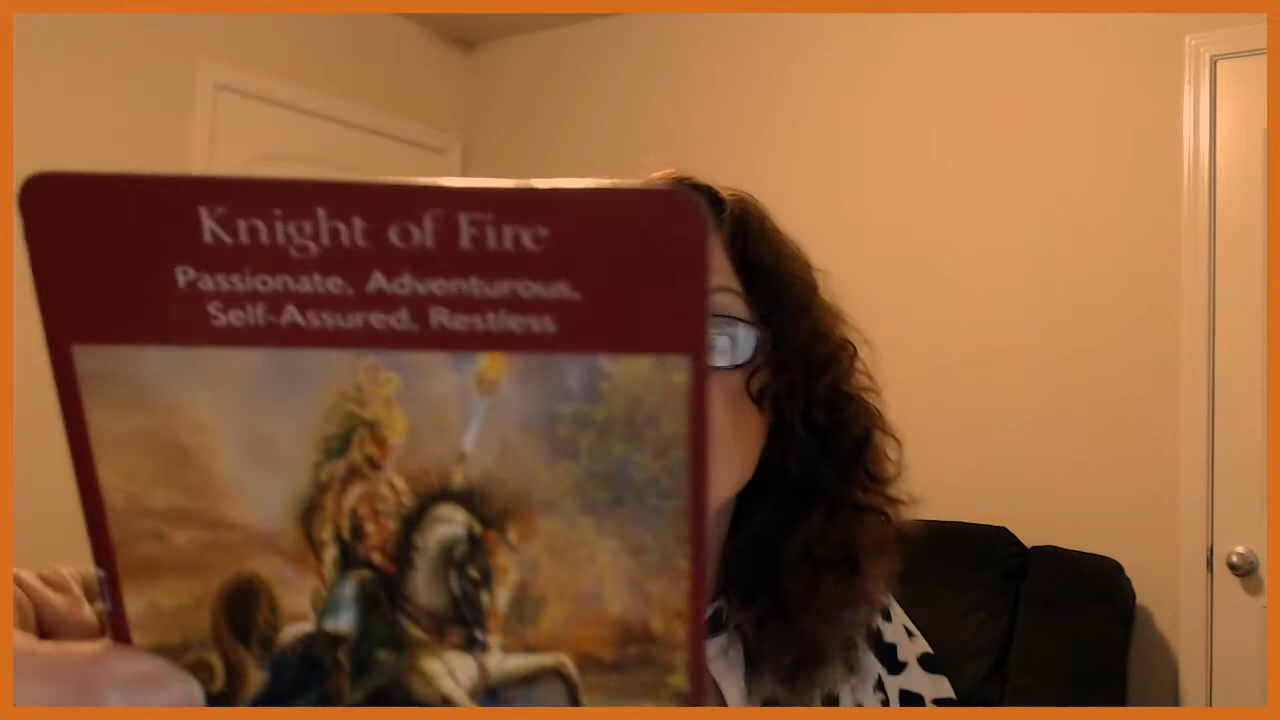 Knight of Fire
Passionate, Adventurous,
Self-Assured, Restless